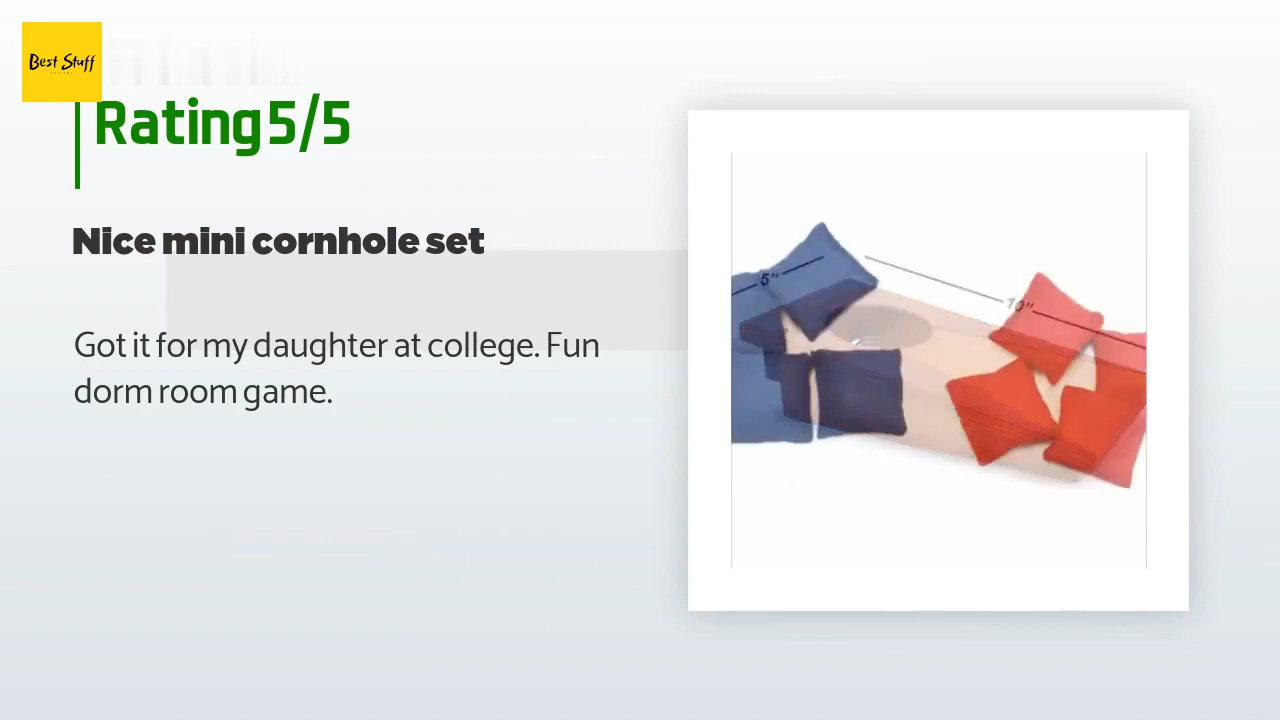 Best Stuff
Rating 5/5
Nice mini cornhole set
Got it for my daughter at college. Fun
dorm room game.
5"
10"